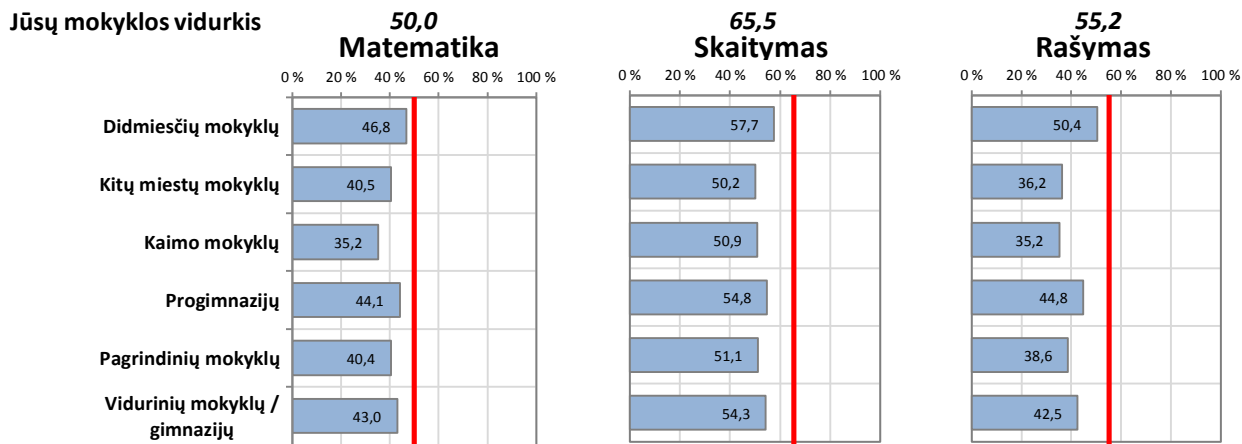 Jūsų mokyklos vidurkis 50,0 65,5 55,2
Matematika Skaitymas Rašymas
0 % 20 % 40 % 60 % 80 % 100 % 0 % 20 % 40 % 60 % 80 % 100 % 0 % 20 % 40 % 60 % 80 % 100 %
Didmiesčių mokyklų 46,8 57,7 50,4
Kitų miestų mokyklų 40,5 50,2 36,2
Kaimo mokyklų 35,2 50,9 35,2
Progimnazijų 44,1 54,8 44,8
Pagrindinių mokyklų 40,4 51,1 38,6
Vidurinių mokyklų /
gimnazijų 43,0 54,3 42,5